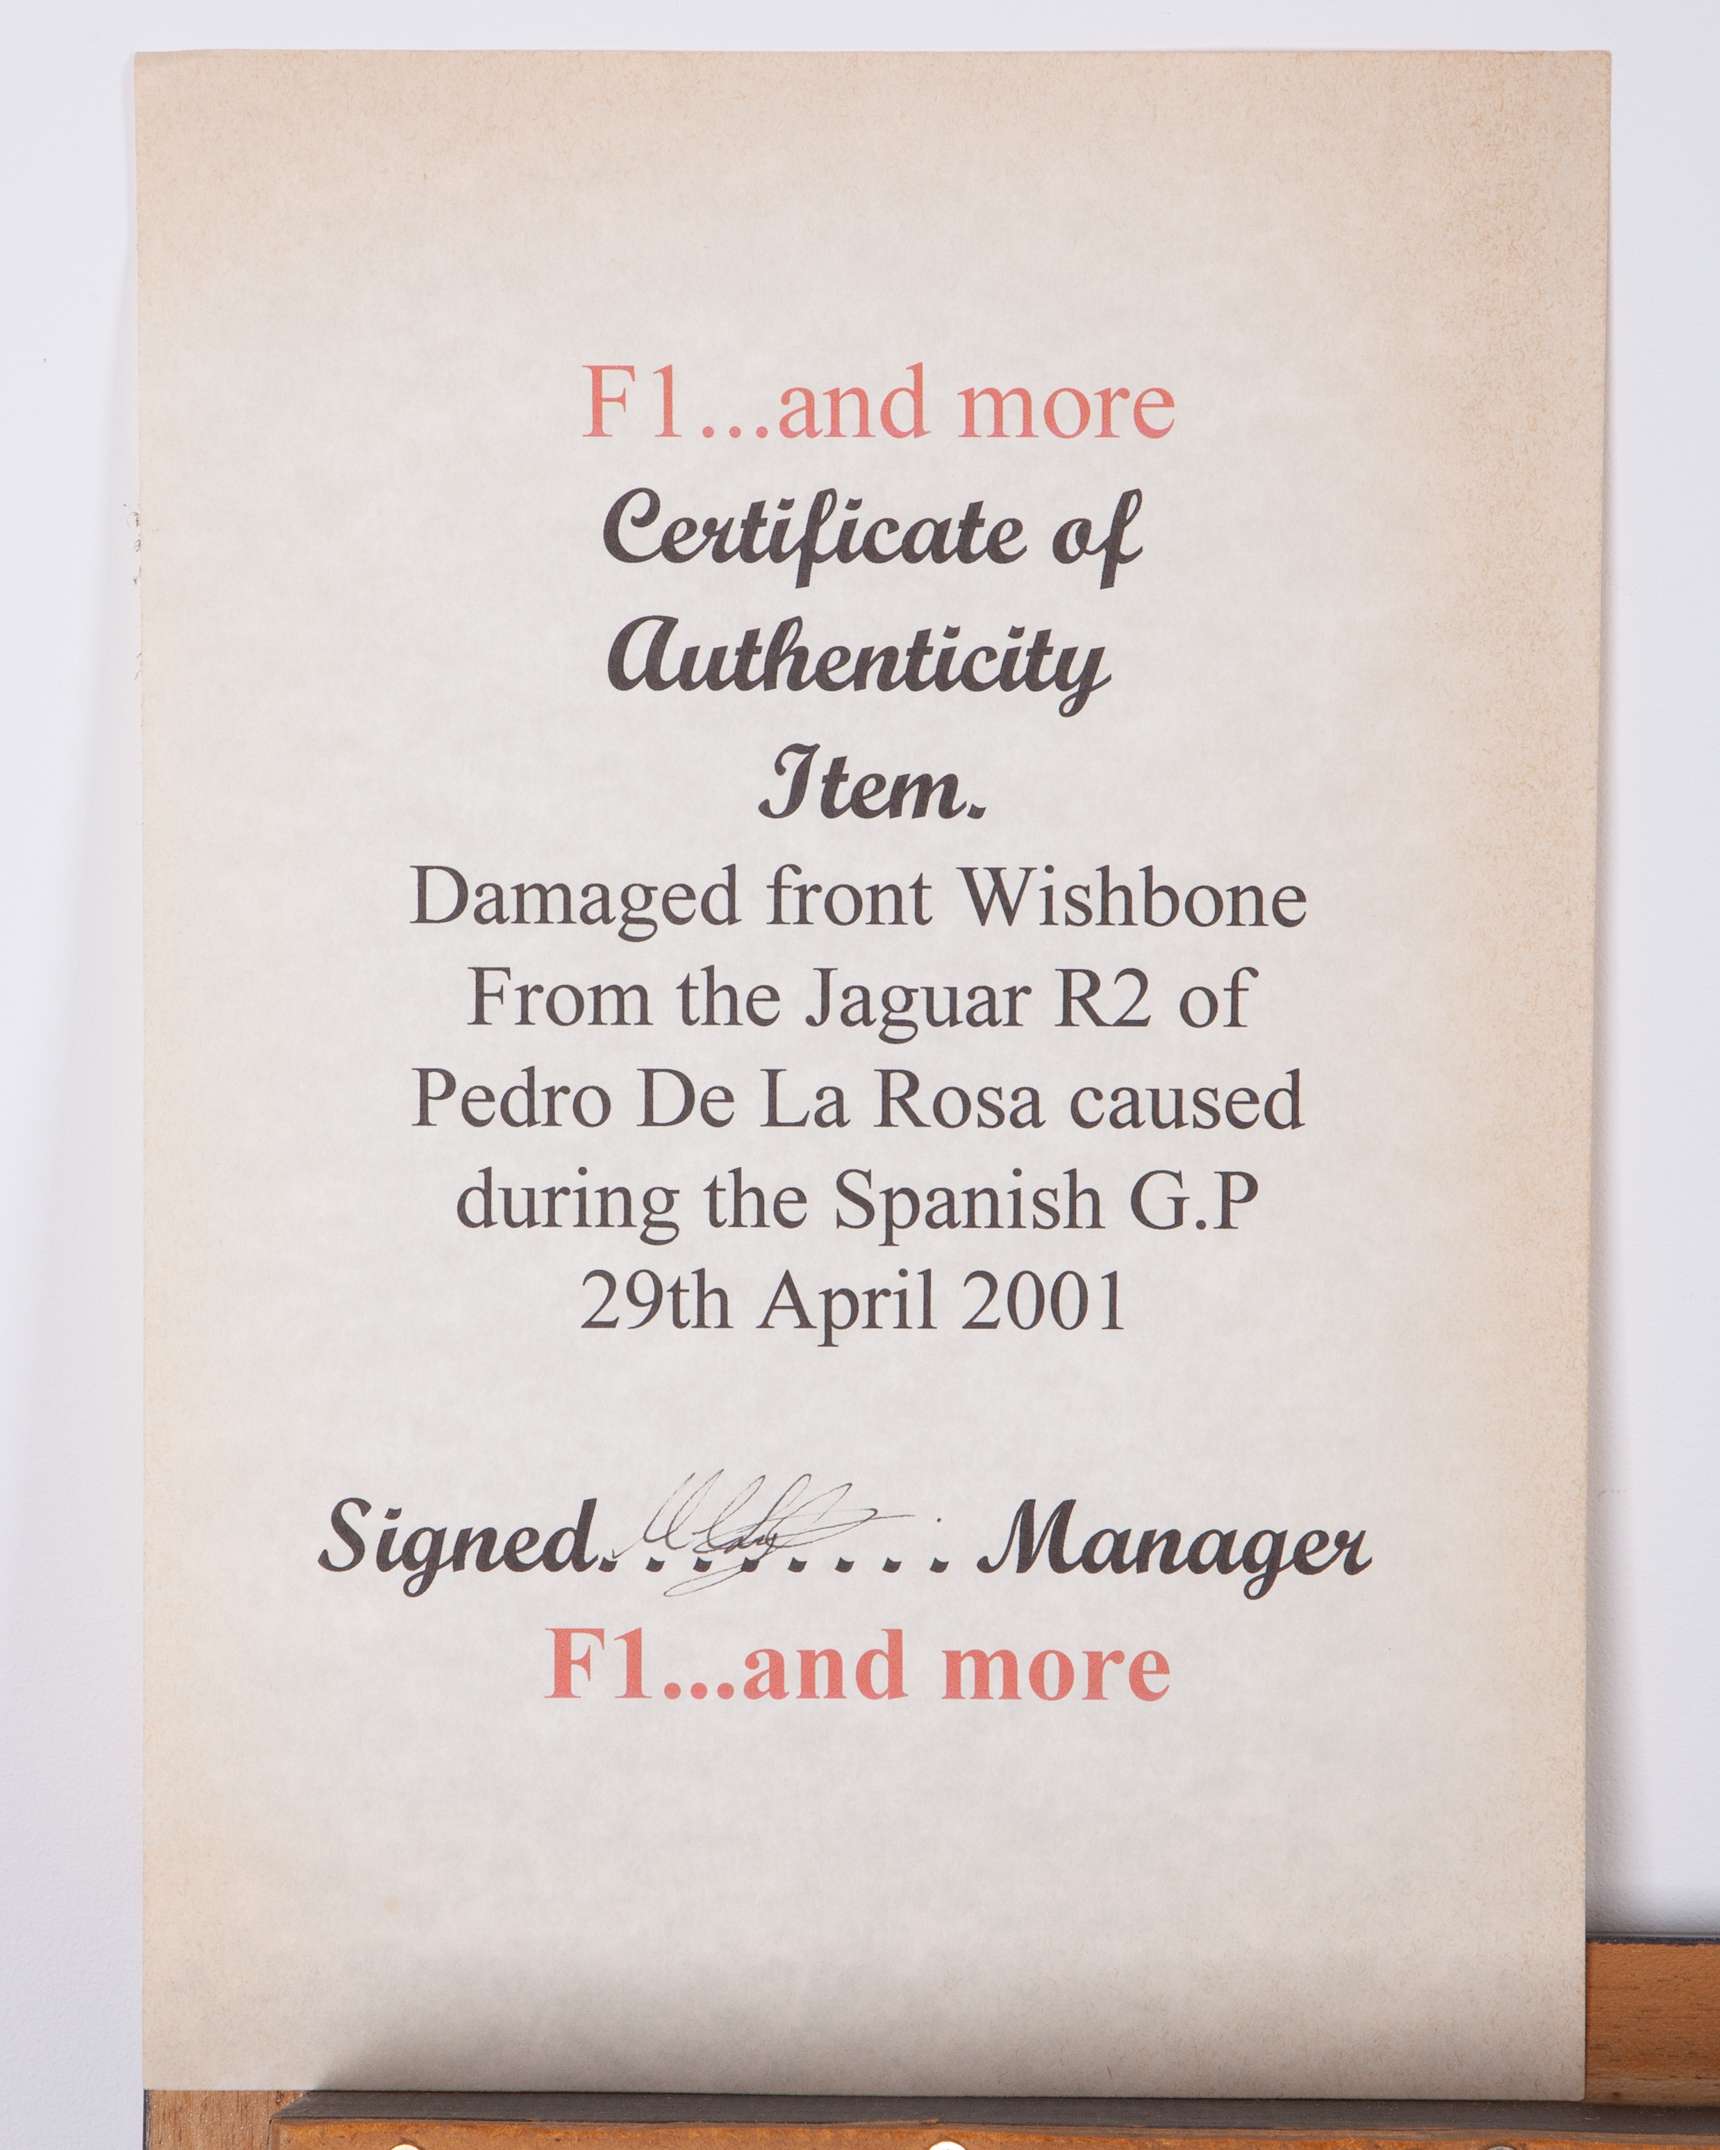 F1...and more
Certificate of
Authenticity
Item.
Damaged front Wishbone
From the Jaguar R2 of
Pedro De La Rosa caused
during the Spanish G.P
29th April 2001
Signed......... Manager
F1...and more